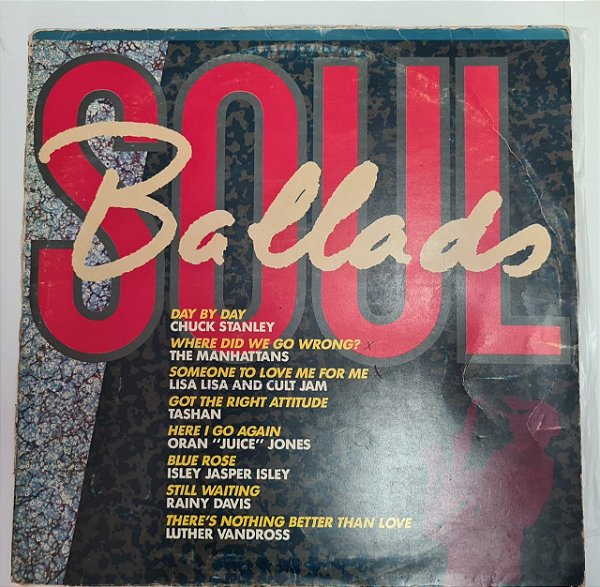 SOUL
Ballads
DAY BY DAY
CHUCK STANLEY
WHERE DID WE GO WRONG? x
THE MANHATTANS
SOMEONE TO LOVE ME FOR ME x
LISA LISA AND CULT JAM
GOT THE RIGHT ATTITUDE
TASHAN
HERE I GO AGAIN
ORAN "JUICE" JONES
BLUE ROSE
ISLEY JASPER ISLEY
STILL WAITING
RAINY DAVIS
THERE'S NOTHING BETTER THAN LOVE
LUTHER VANDROSS